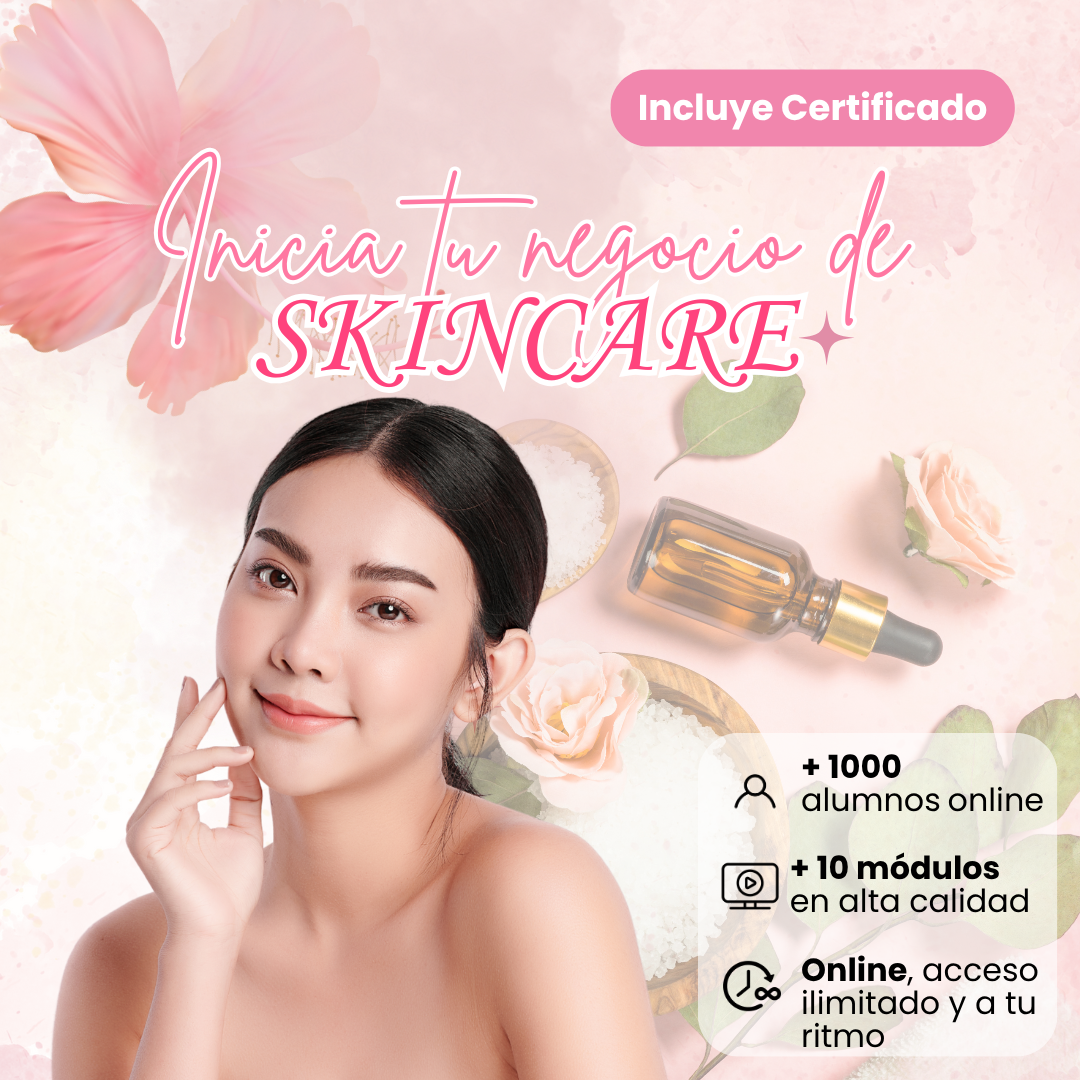 Incluye Certificado
Inicia tu negocio de
SKINCARE
+ 1000
alumnos online
+ 10 módulos
en alta calidad
Online, acceso
ilimitado y a tu
ritmo